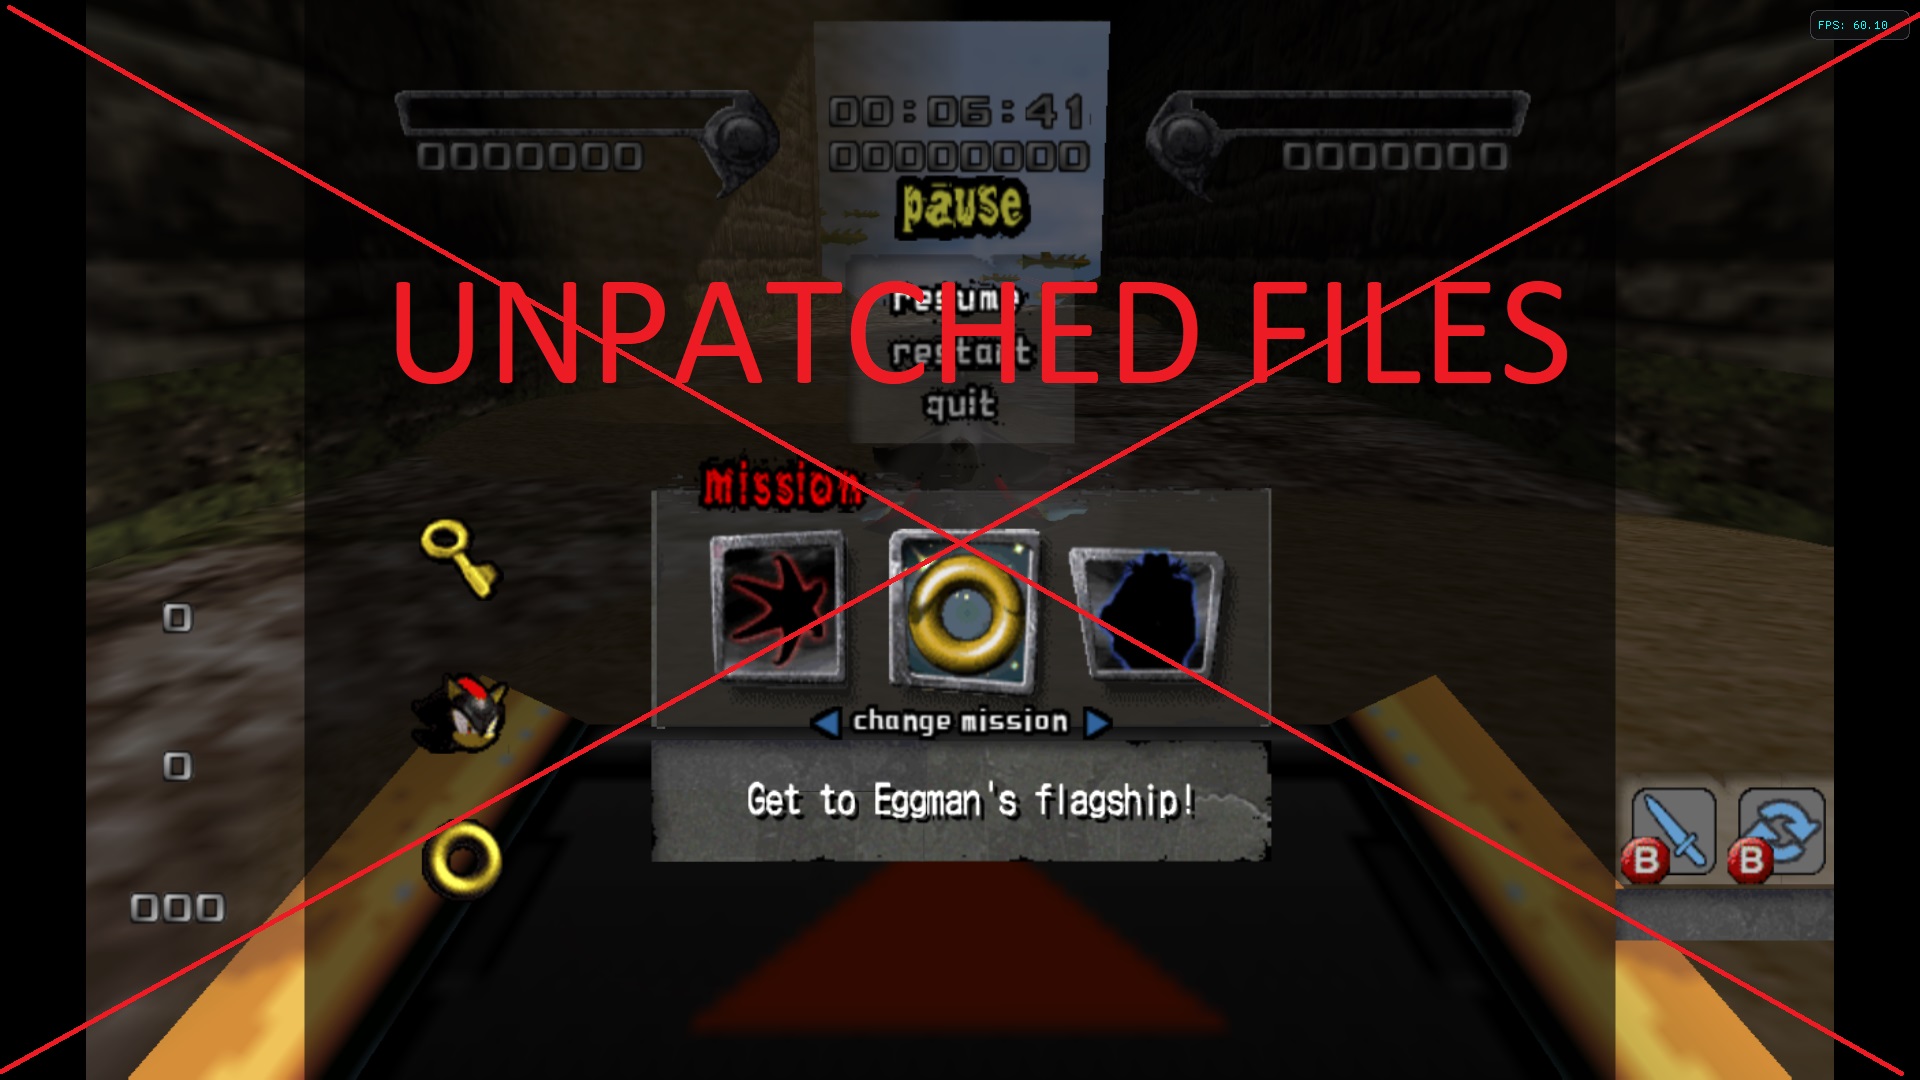 FPS: 60.10
00:06:41
0000000
00000000
0000000
pause
UNPATCHED FILES
resume
restart
quit
mission
0
0
change mission
Get to Eggman's flagship!
B
B
000